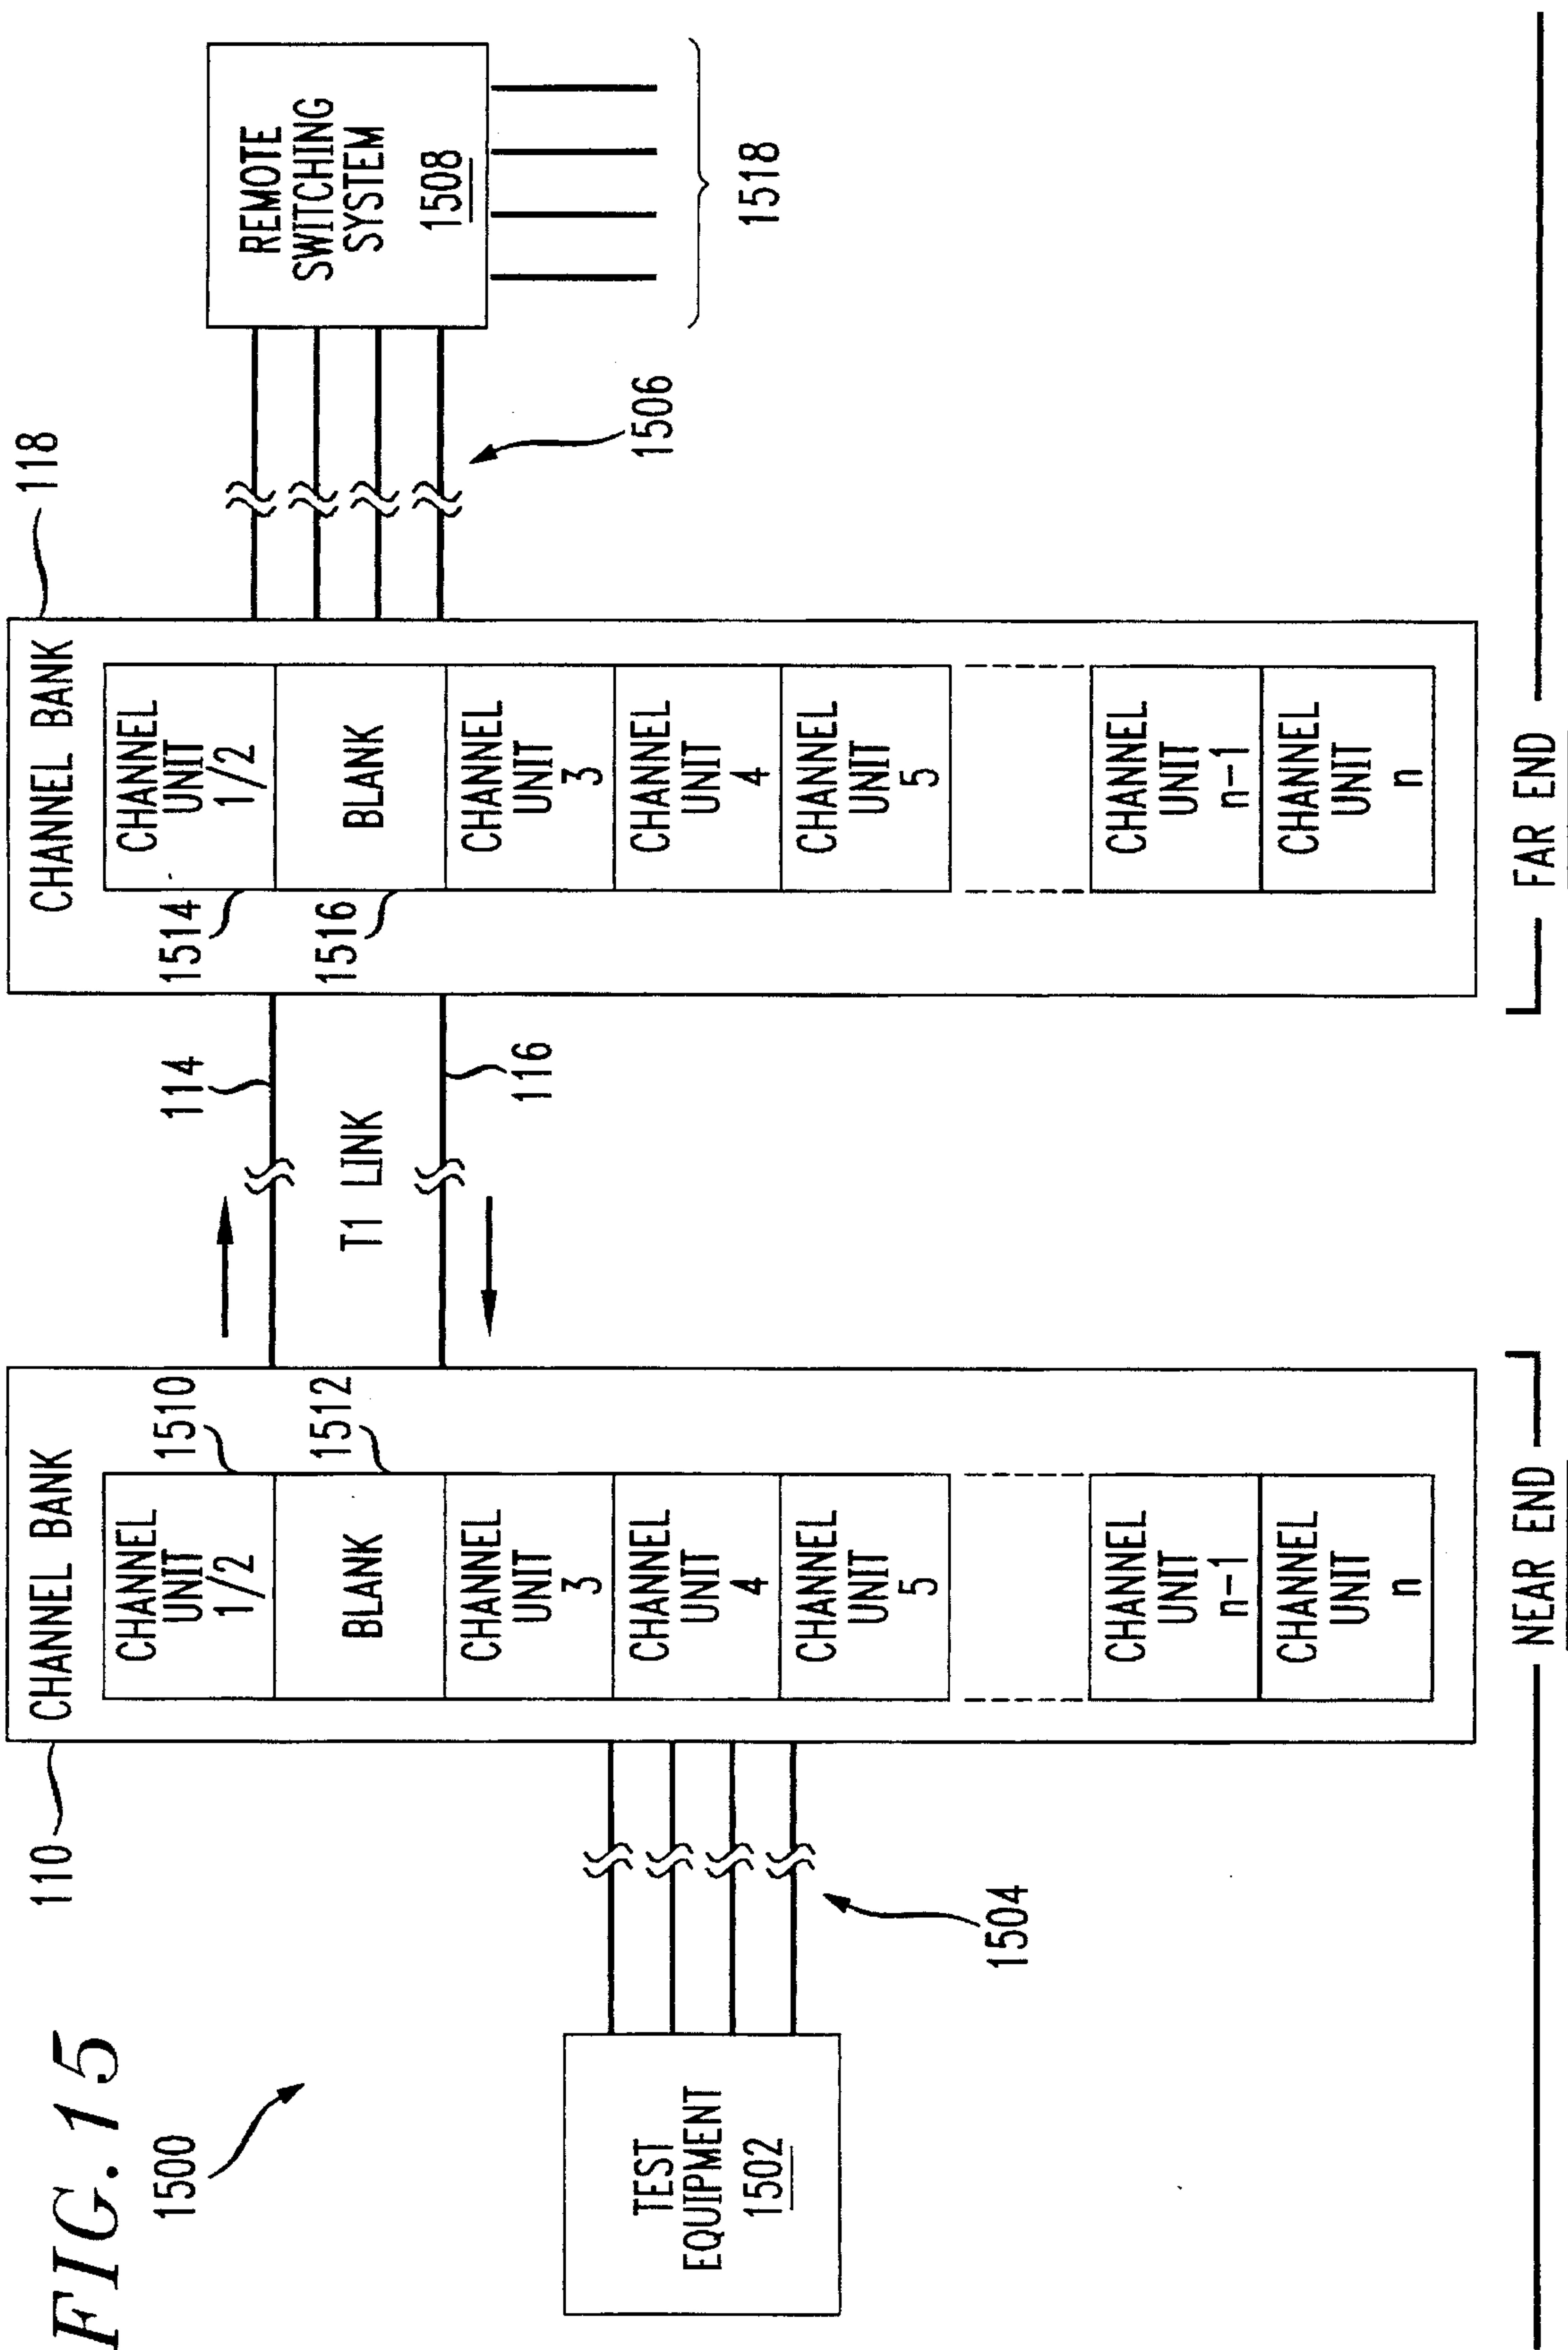 FIG. 15
1500
TEST
EQUIPMENT
1502
1504
110
CHANNEL BANK
CHANNEL
UNIT
1/2
1510
BLANK
1512
CHANNEL
UNIT
3
CHANNEL
UNIT
4
CHANNEL
UNIT
5
CHANNEL
UNIT
n-1
CHANNEL
UNIT
n
114
T1 LINK
116
118
CHANNEL BANK
CHANNEL
UNIT
1/2
1514
BLANK
1516
CHANNEL
UNIT
3
CHANNEL
UNIT
4
CHANNEL
UNIT
5
CHANNEL
UNIT
n-1
CHANNEL
UNIT
n
1506
REMOTE
SWITCHING
SYSTEM
1508
1518
NEAR END
FAR END